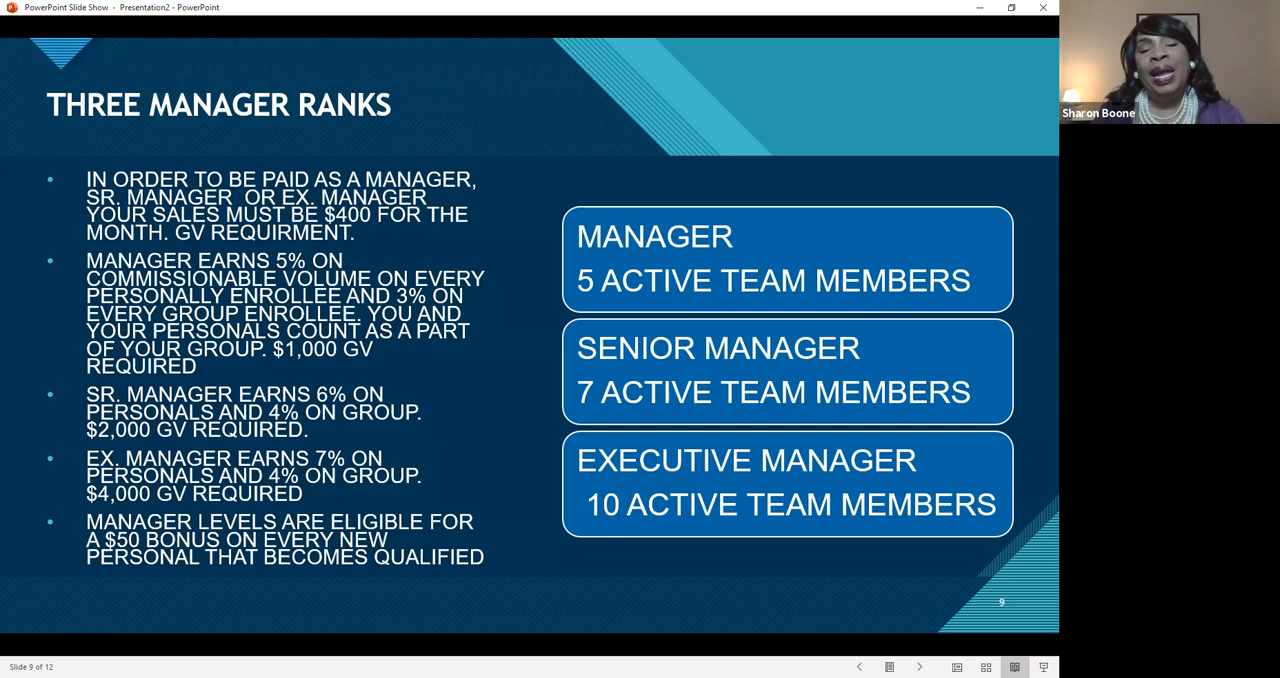 PowerPoint Slide Show - Presentation2 - PowerPoint
Sharon Boone
THREE MANAGER RANKS
• IN ORDER TO BE PAID AS A MANAGER,
SR. MANAGER OR EX. MANAGER
YOUR SALES MUST BE $400 FOR THE
MONTH. GV REQUIRMENT.
• MANAGER EARNS 5% ON
COMMISSIONABLE VOLUME ON EVERY
PERSONALLY ENROLLEE AND 3% ON
EVERY GROUP ENROLLEE. YOU AND
YOUR PERSONALS COUNT AS A PART
OF YOUR GROUP. $1,000 GV
REQUIRED
• SR. MANAGER EARNS 6% ON
PERSONALS AND 4% ON GROUP.
$2,000 GV REQUIRED.
• EX. MANAGER EARNS 7% ON
PERSONALS AND 4% ON GROUP.
$4,000 GV REQUIRED
• MANAGER LEVELS ARE ELIGIBLE FOR
A $50 BONUS ON EVERY NEW
PERSONAL THAT BECOMES QUALIFIED
MANAGER
5 ACTIVE TEAM MEMBERS
SENIOR MANAGER
7 ACTIVE TEAM MEMBERS
EXECUTIVE MANAGER
10 ACTIVE TEAM MEMBERS
9
Slide 9 of 12